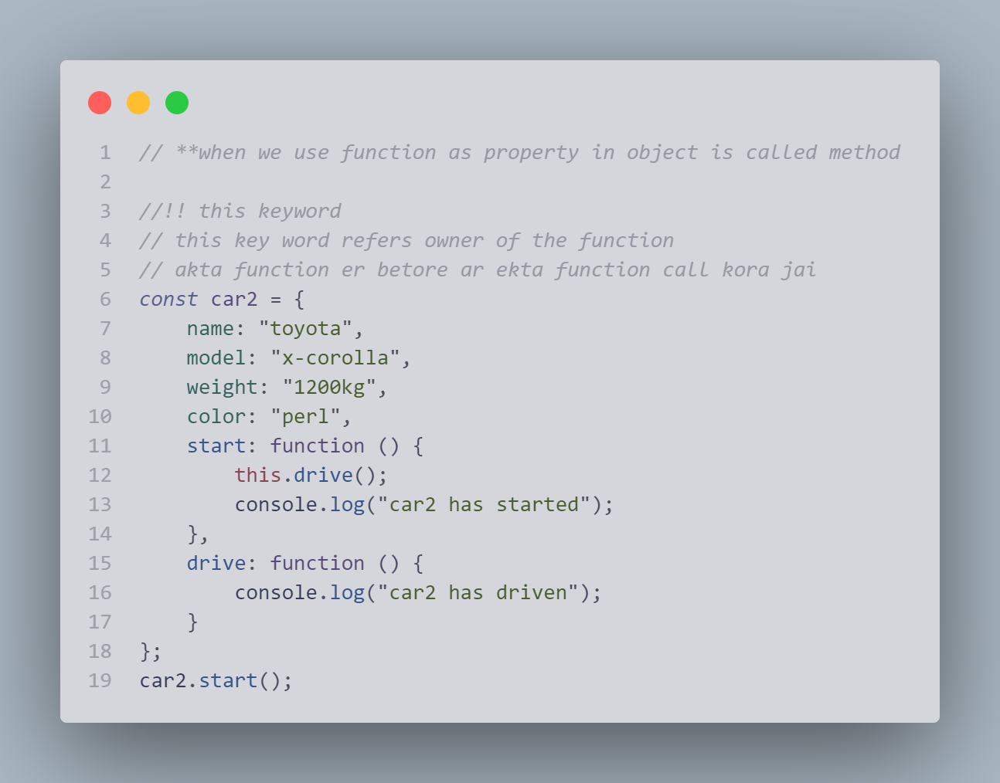 1 // **when we use function as property in object is called method
2
3 //!! this keyword
4 // this key word refers owner of the function
5 // akta function er betore ar ekta function call kora jai
6 const car2 = {
7     name: "toyota",
8     model: "x-corolla",
9     weight: "1200kg",
10     color: "perl",
11     start: function () {
12         this.drive();
13         console.log("car2 has started");
14     },
15     drive: function () {
16         console.log("car2 has driven");
17     }
18 };
19 car2.start();